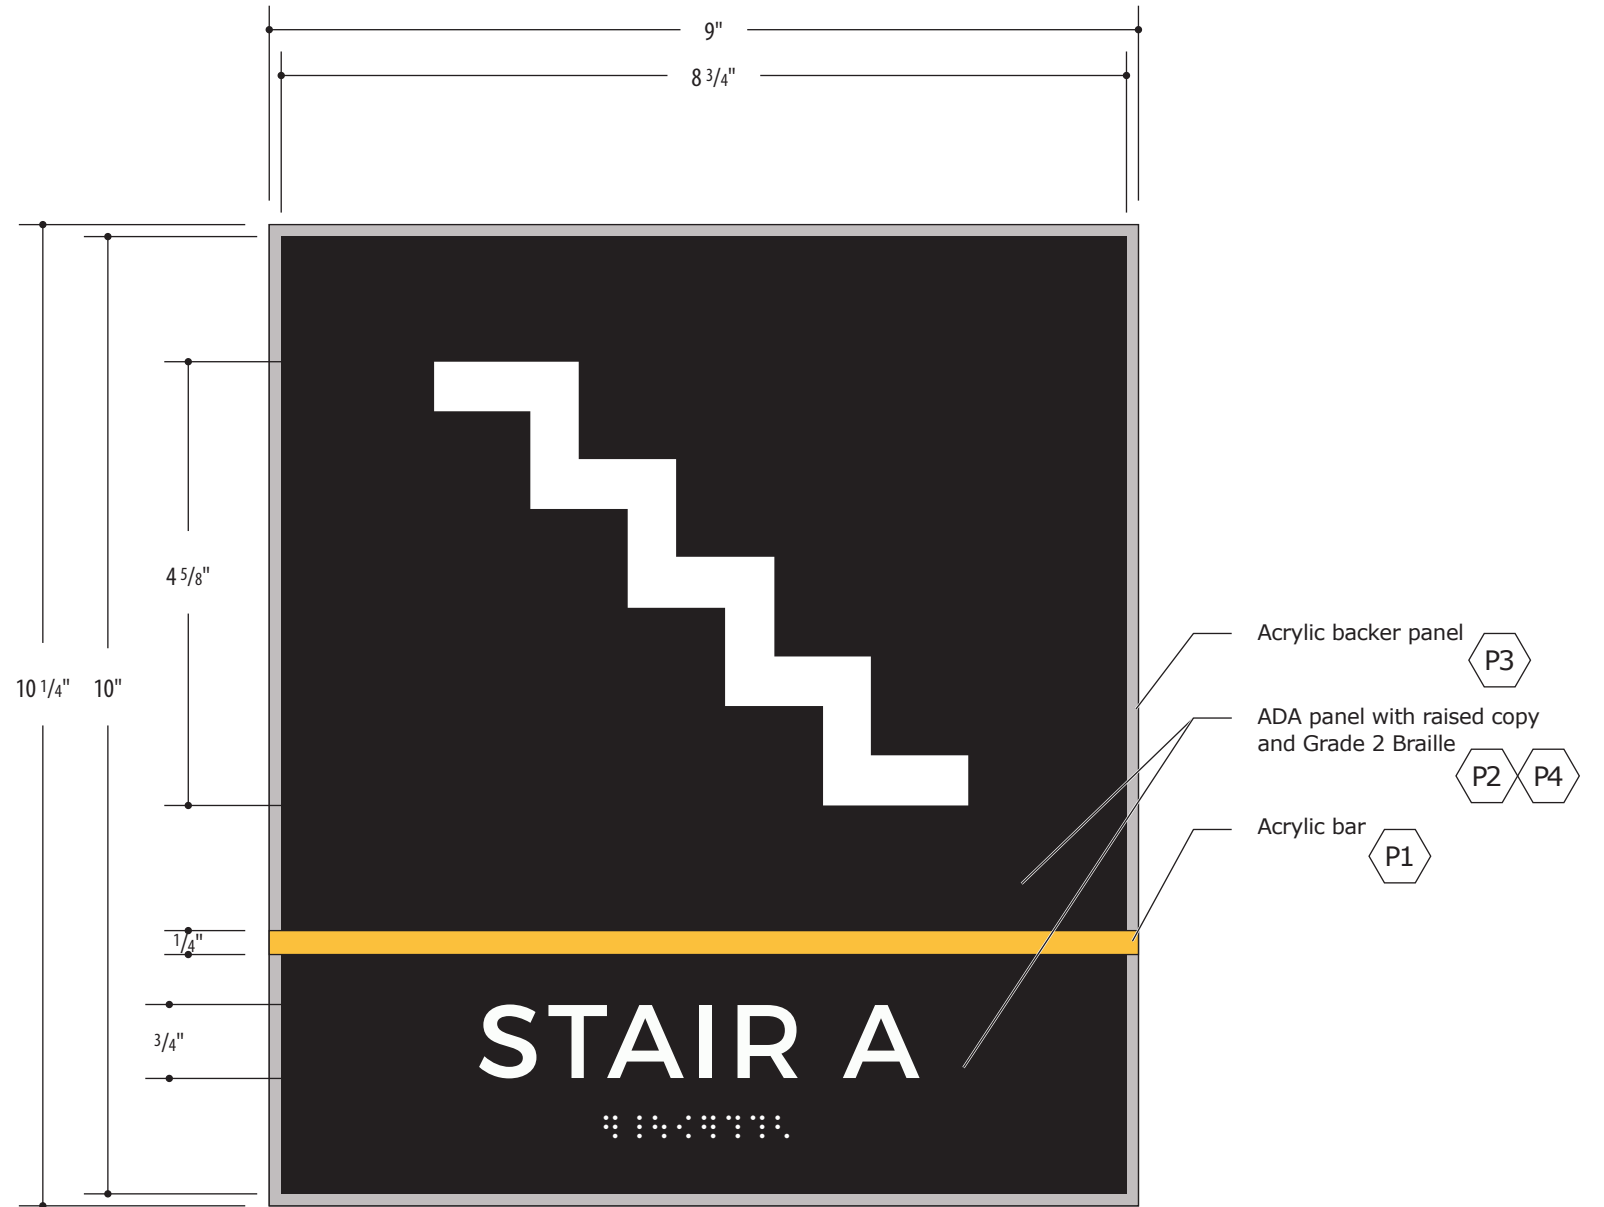 9"
8 3/4"
4 5/8"
10 1/4"
10"
Acrylic backer panel
P3
ADA panel with raised copy
and Grade 2 Braille
P2
P4
Acrylic bar
P1
1/4"
STAIR A
3/4"